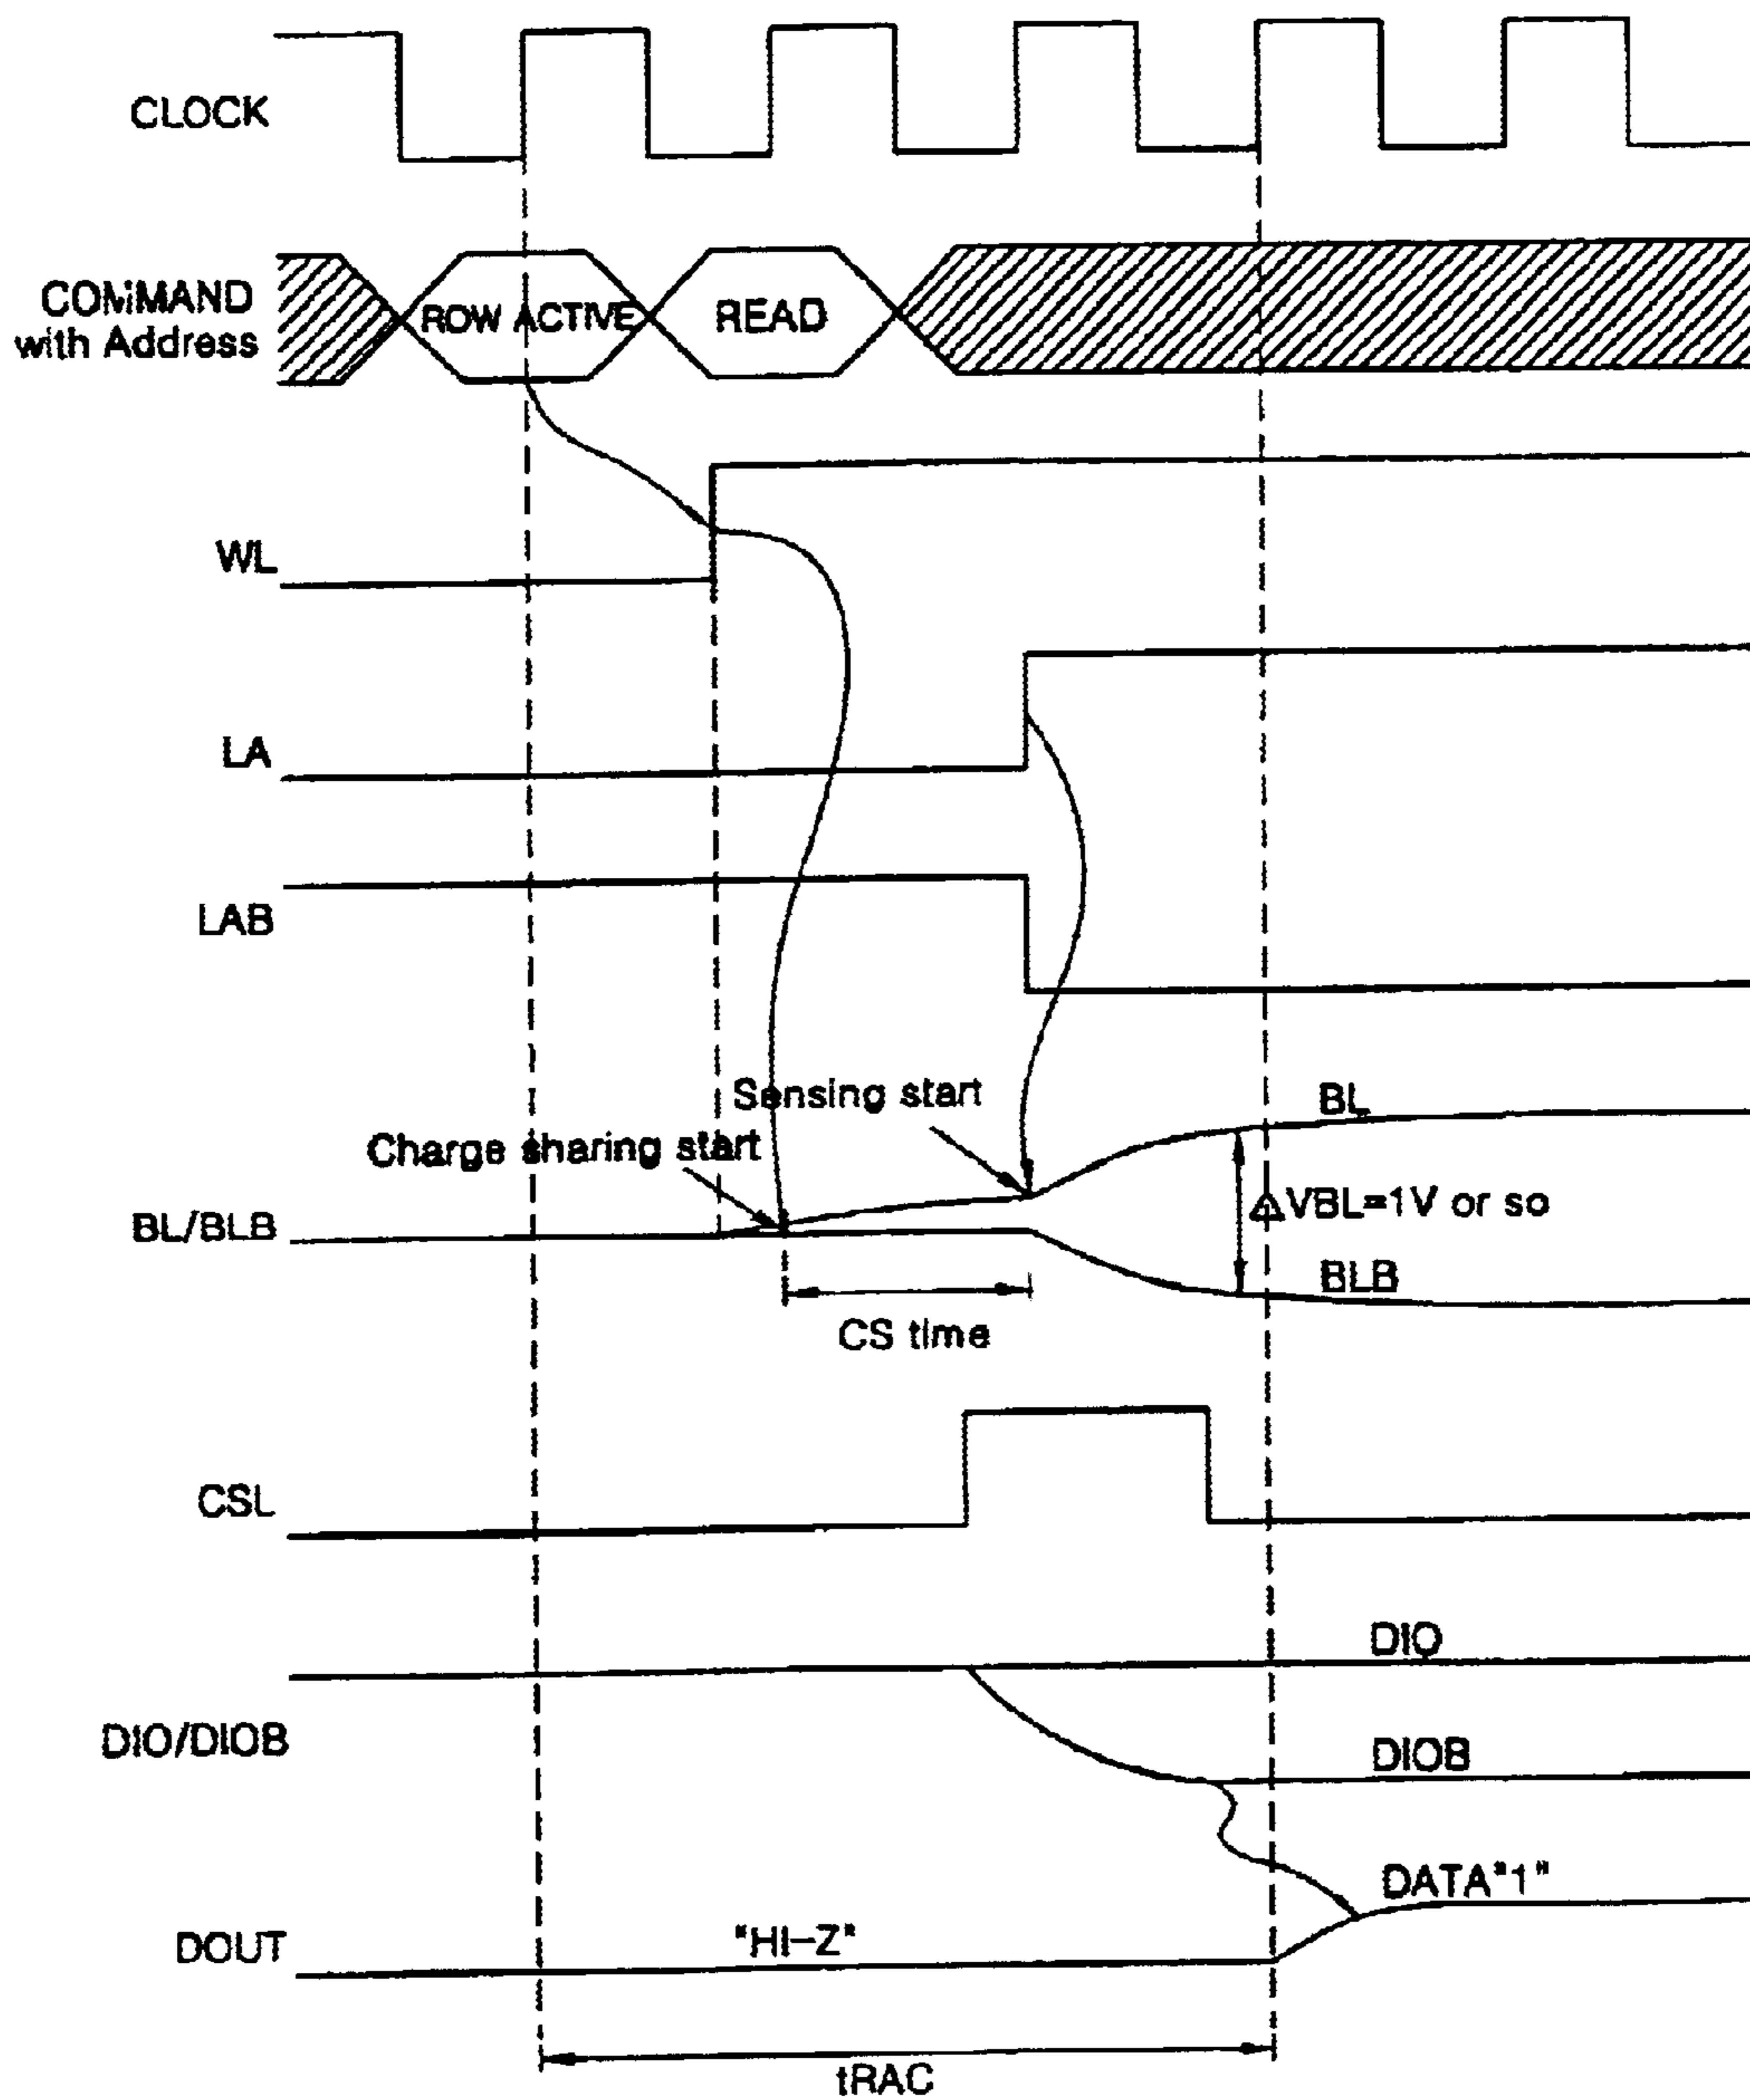 CLOCK
COMMAND
with Address
ROW ACTIVE
READ
WL
LA
LAB
Sensing start
BL
Charge sharing start
△VBL=1V or so
BL/BLB
BLB
CS time
CSL
DIO
DIO/DIOB
DIOB
DATA"1"
"HI-Z"
DOUT
tRAC